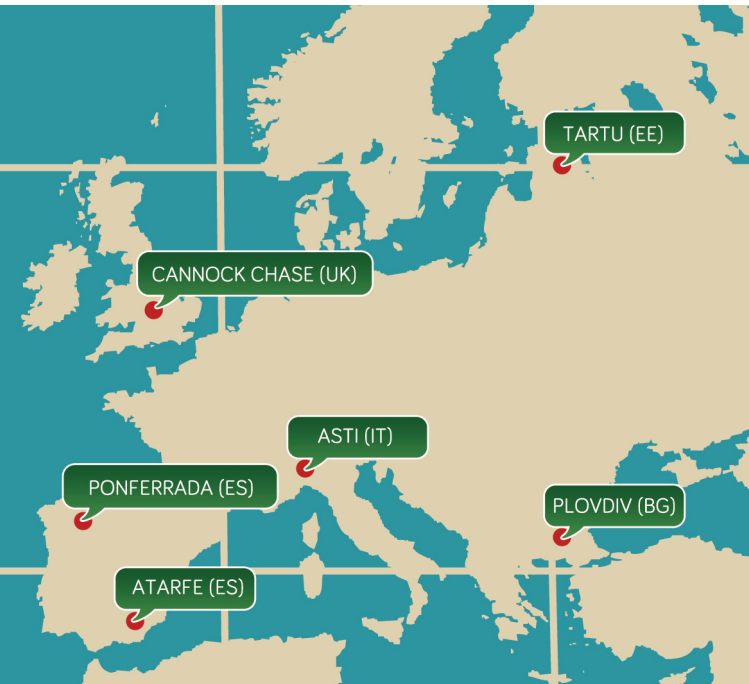 TARTU (EE)
CANNOCK CHASE (UK)
ASTI (IT)
PONFERRADA (ES)
PLOVDIV (BG)
ATARFE (ES)